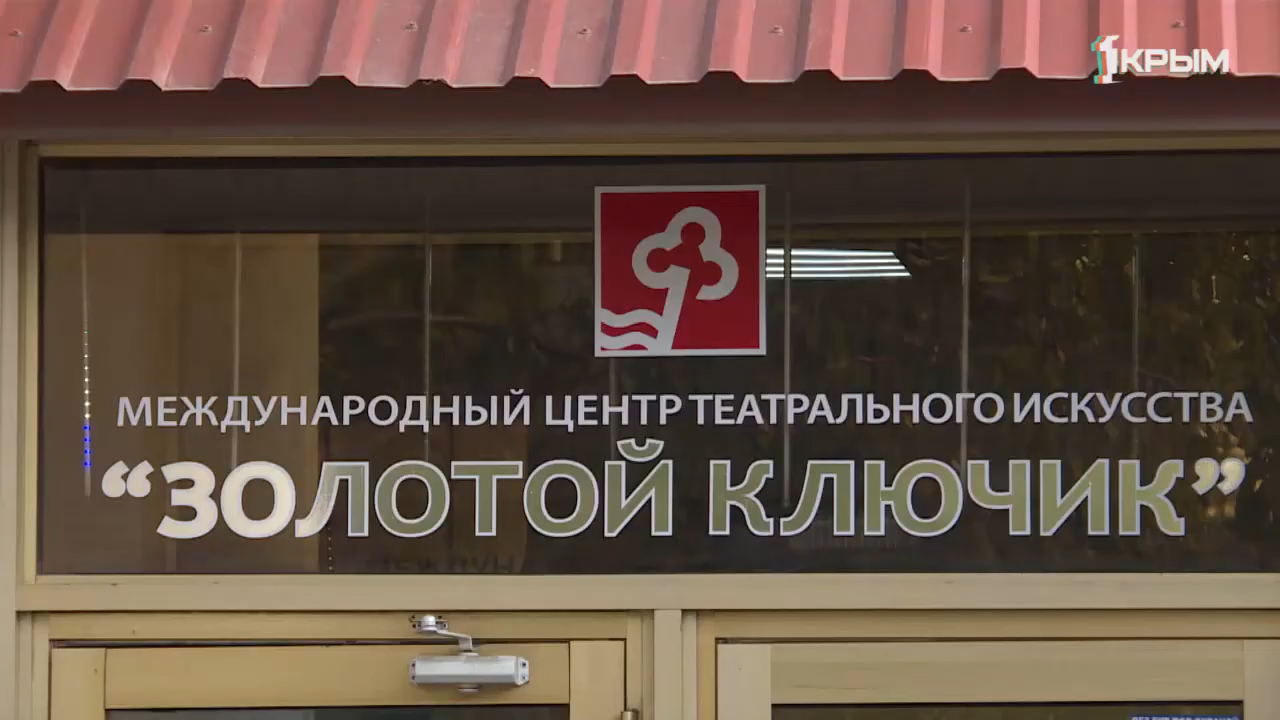 1КРЫМ
МЕЖДУНАРОДНЫЙ ЦЕНТР ТЕАТРАЛЬНОГО ИСКУССТВА
“ЗОЛОТОЙ КЛЮЧИК”